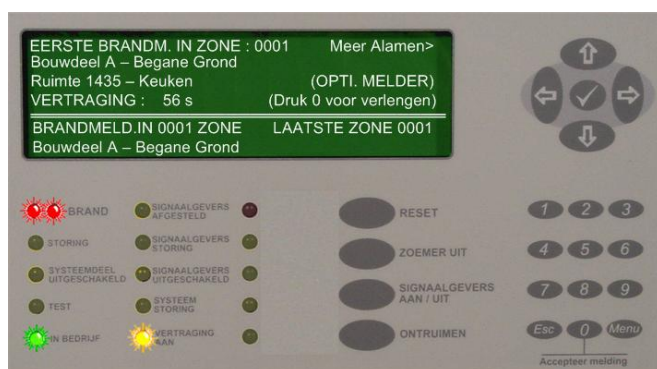 EERSTE BRANDM. IN ZONE : 0001 Meer Alamen>
Bouwdeel A – Begane Grond
Ruimte 1435 – Keuken (OPTI. MELDER)
VERTRAGING : 56 s (Druk 0 voor verlengen)
BRANDMELD.IN 0001 ZONE LAATSTE ZONE 0001
Bouwdeel A – Begane Grond
BRAND
STORING
SYSTEEMDEEL
UITGESCHAKELD
TEST
IN BEDRIJF
SIGNAALGEVERS
AFGESTELD
SIGNAALGEVERS
STORING
SIGNAALGEVERS
UITGESCHAKELD
SYSTEEM
STORING
VERTRAGING
AAN
RESET
ZOEMER UIT
SIGNAALGEVERS
AAN / UIT
ONTRUIMEN
1 2 3
4 5 6
7 8 9
Esc 0 Menu
Accepteer melding